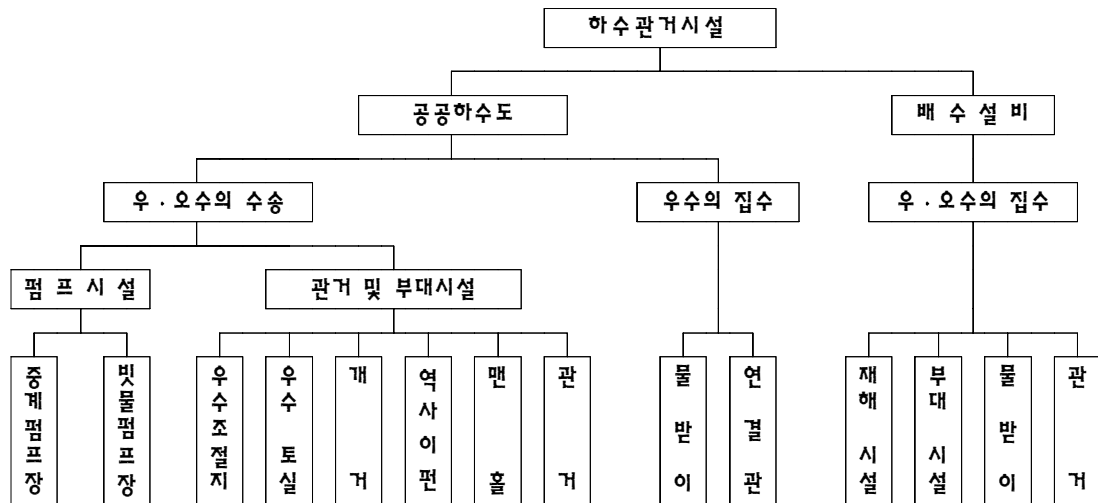 하수관거시설
공공하수도
배 수 설 비
우 · 오수의 수송
우수의 집수
우 · 오수의 집수
펌 프 시 설
관거 및 부대시설
중계펌프장
빗물펌프장
우수조절지
우수 토실
개 거
역사이펀
맨 홀
관 거
물 받 이
연 결 관
재해 시설
부대 시설
물 받 이
관 거